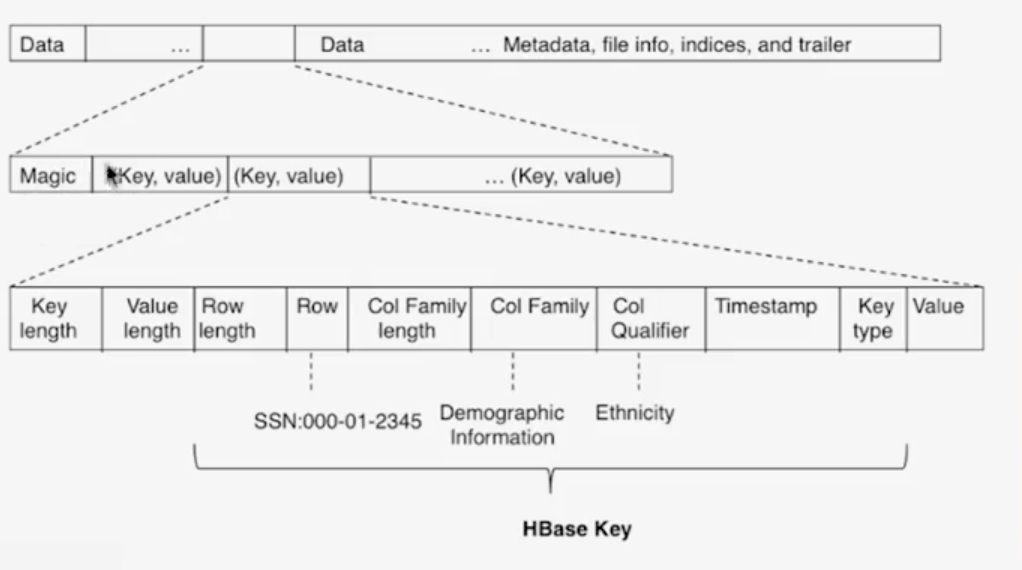 Data ... Data ... Metadata, file info, indices, and trailer
Magic (Key, value) (Key, value) ... (Key, value)
Key length Value length Row length Row Col Family length Col Family Col Qualifier Timestamp Key type Value
SSN:000-01-2345 Demographic Information Ethnicity
HBase Key